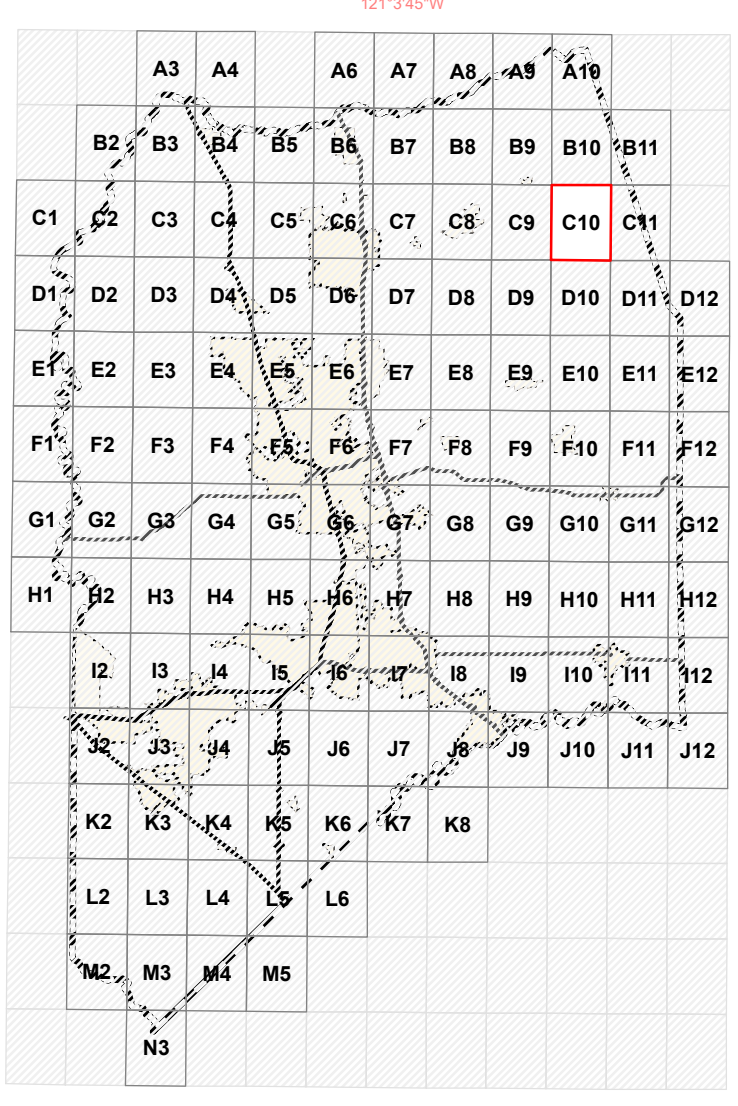 121°3'45"W
A3 A4 A6 A7 A8 A9 A10
B2 B3 B4 B5 B6 B7 B8 B9 B10 B11
C1 C2 C3 C4 C5 C6 C7 C8 C9 C10 C11
D1 D2 D3 D4 D5 D6 D7 D8 D9 D10 D11 D12
E1 E2 E3 E4 E5 E6 E7 E8 E9 E10 E11 E12
F1 F2 F3 F4 F5 F6 F7 F8 F9 F10 F11 F12
G1 G2 G3 G4 G5 G6 G7 G8 G9 G10 G11 G12
H1 H2 H3 H4 H5 H6 H7 H8 H9 H10 H11 H12
I2 I3 I4 I5 I6 I7 I8 I9 I10 I11 I12
J2 J3 J4 J5 J6 J7 J8 J9 J10 J11 J12
K2 K3 K4 K5 K6 K7 K8
L2 L3 L4 L5 L6
M2 M3 M4 M5
N3